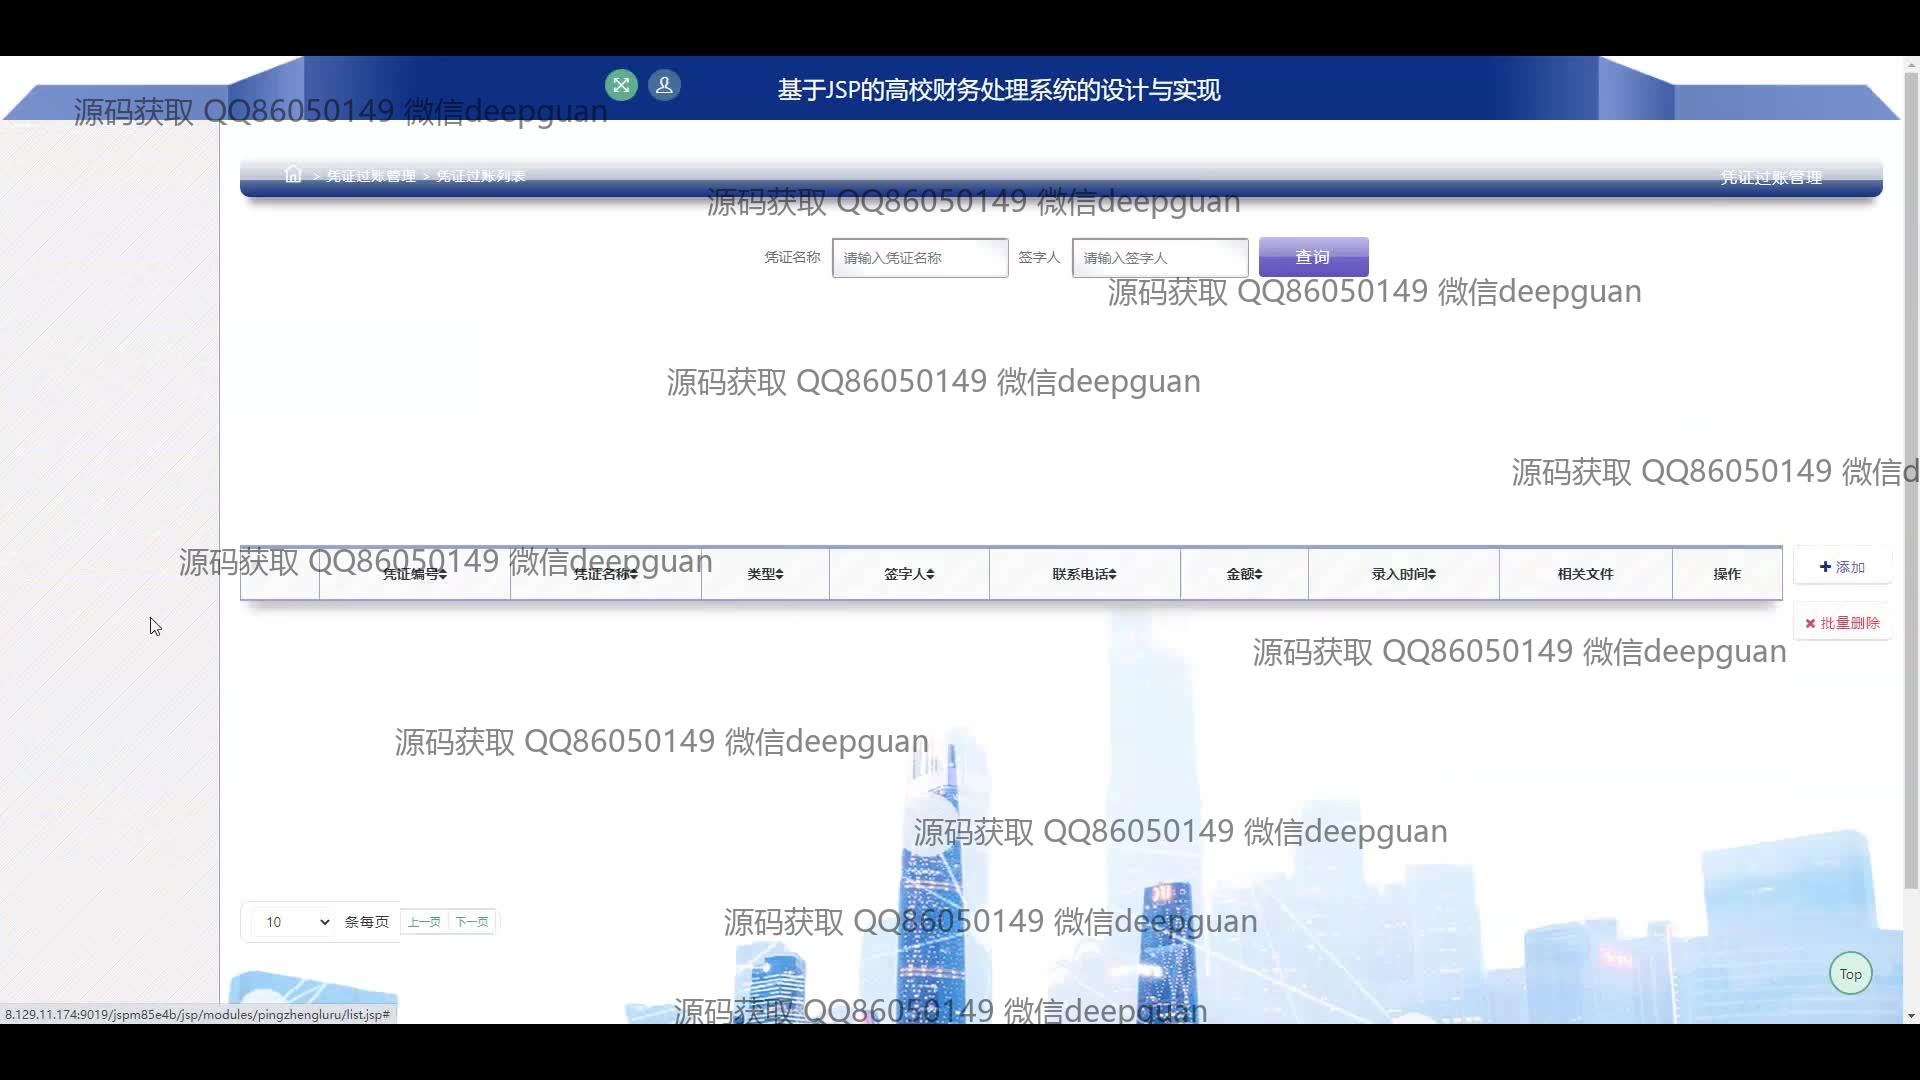 基于JSP的高校财务处理系统的设计与实现
源码获取 QQ86050149 微信deepguan
> 凭证过账管理 > 凭证过账列表
凭证过账管理
源码获取 QQ86050149 微信deepguan
凭证名称 请输入凭证名称 签字人 请输入签字人 查询
源码获取 QQ86050149 微信deepguan
源码获取 QQ86050149 微信deepguan
源码获取 QQ86050149 微信d
源码获取 QQ86050149 微信deepguan
凭证编号 凭证名称 类型 签字人 联系电话 金额 录入时间 相关文件 操作
添加
批量删除
源码获取 QQ86050149 微信deepguan
源码获取 QQ86050149 微信deepguan
源码获取 QQ86050149 微信deepguan
10 条每页 上一页 下一页
源码获取 QQ86050149 微信deepguan
Top
源码获取 QQ86050149 微信deepguan
8.129.11.174:9019/jspm85e4b/jsp/modules/pingzhengluru/list.jsp#